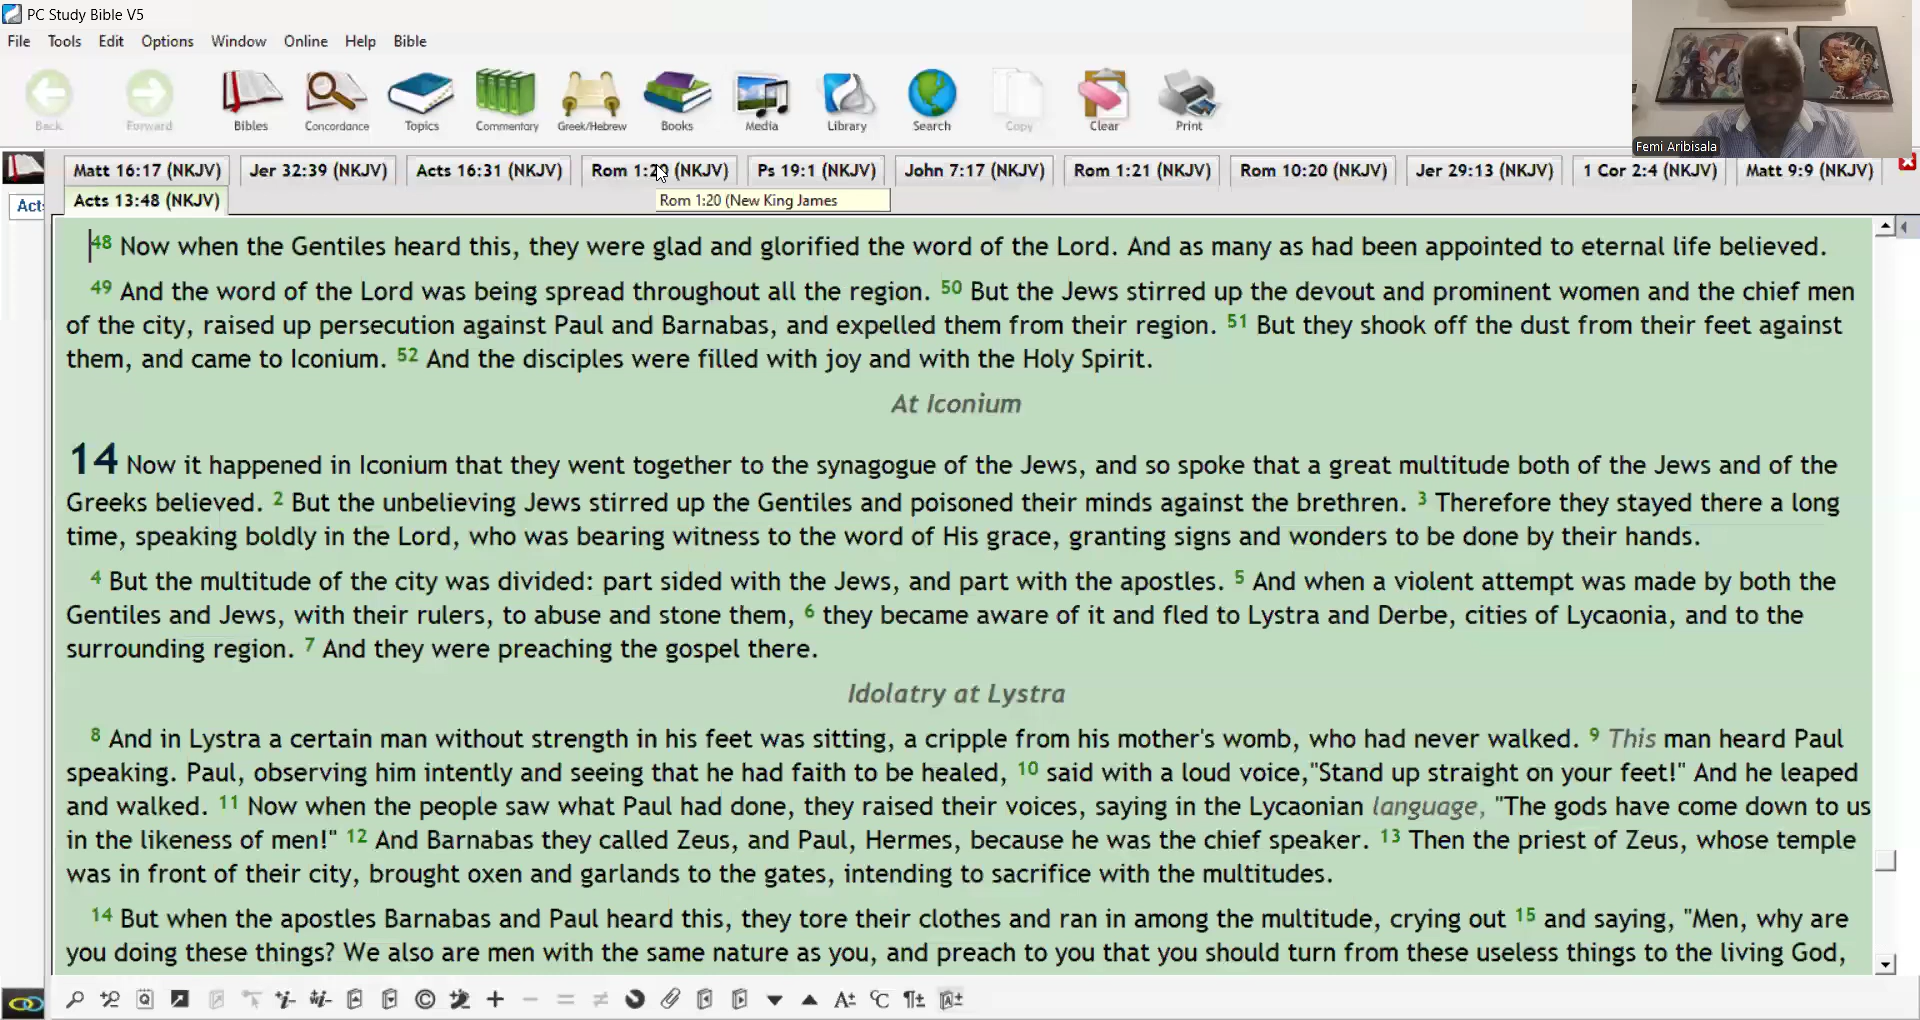 PC Study Bible V5
File Tools Edit Options Window Online Help Bible
Back Forward Bibles Concordance Topics Commentary Greek/Hebrew Books Media Library Search Copy Clear Print
Femi Aribisala
Matt 16:17 (NKJV) Jer 32:39 (NKJV) Acts 16:31 (NKJV) Rom 1:20 (NKJV) Ps 19:1 (NKJV) John 7:17 (NKJV) Rom 1:21 (NKJV) Rom 10:20 (NKJV) Jer 29:13 (NKJV) 1 Cor 2:4 (NKJV) Matt 9:9 (NKJV)
Act
Acts 13:48 (NKJV)
Rom 1:20 (New King James
48 Now when the Gentiles heard this, they were glad and glorified the word of the Lord. And as many as had been appointed to eternal life believed.
49 And the word of the Lord was being spread throughout all the region. 50 But the Jews stirred up the devout and prominent women and the chief men
of the city, raised up persecution against Paul and Barnabas, and expelled them from their region. 51 But they shook off the dust from their feet against
them, and came to Iconium. 52 And the disciples were filled with joy and with the Holy Spirit.
At Iconium
14 Now it happened in Iconium that they went together to the synagogue of the Jews, and so spoke that a great multitude both of the Jews and of the
Greeks believed. 2 But the unbelieving Jews stirred up the Gentiles and poisoned their minds against the brethren. 3 Therefore they stayed there a long
time, speaking boldly in the Lord, who was bearing witness to the word of His grace, granting signs and wonders to be done by their hands.
4 But the multitude of the city was divided: part sided with the Jews, and part with the apostles. 5 And when a violent attempt was made by both the
Gentiles and Jews, with their rulers, to abuse and stone them, 6 they became aware of it and fled to Lystra and Derbe, cities of Lycaonia, and to the
surrounding region. 7 And they were preaching the gospel there.
Idolatry at Lystra
8 And in Lystra a certain man without strength in his feet was sitting, a cripple from his mother's womb, who had never walked. 9 This man heard Paul
speaking. Paul, observing him intently and seeing that he had faith to be healed, 10 said with a loud voice,"Stand up straight on your feet!" And he leaped
and walked. 11 Now when the people saw what Paul had done, they raised their voices, saying in the Lycaonian language, "The gods have come down to us
in the likeness of men!" 12 And Barnabas they called Zeus, and Paul, Hermes, because he was the chief speaker. 13 Then the priest of Zeus, whose temple
was in front of their city, brought oxen and garlands to the gates, intending to sacrifice with the multitudes.
14 But when the apostles Barnabas and Paul heard this, they tore their clothes and ran in among the multitude, crying out 15 and saying, "Men, why are
you doing these things? We also are men with the same nature as you, and preach to you that you should turn from these useless things to the living God,